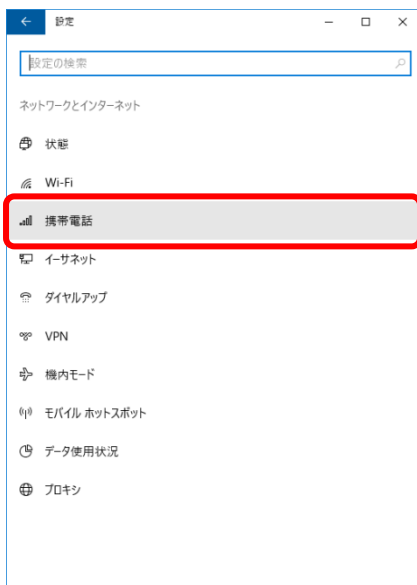 設定
設定の検索
ネットワークとインターネット
状態
Wi-Fi
携帯電話
イーサネット
ダイヤルアップ
VPN
機内モード
モバイル ホットスポット
データ使用状況
プロキシ